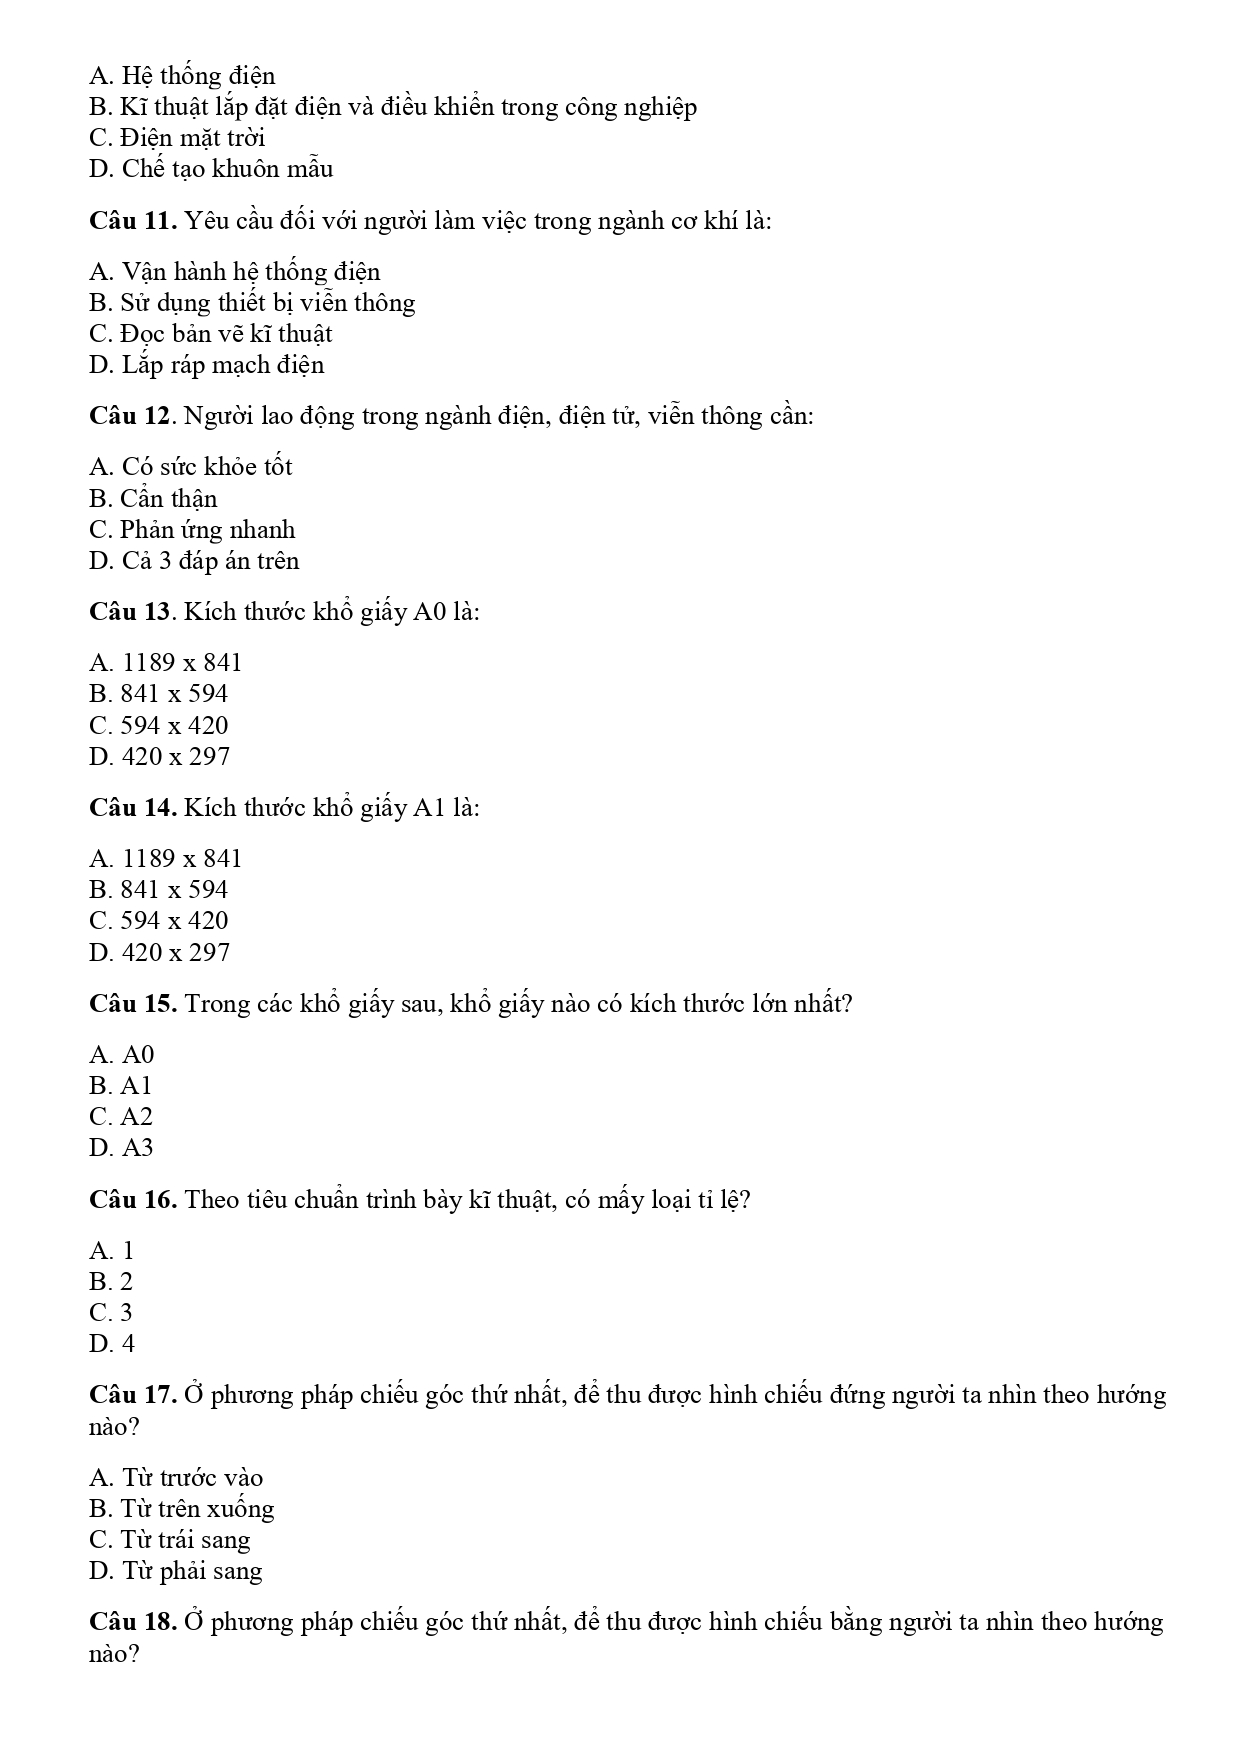 A. Hệ thống điện
B. Kĩ thuật lắp đặt điện và điều khiển trong công nghiệp
C. Điện mặt trời
D. Chế tạo khuôn mẫu
Câu 11. Yêu cầu đối với người làm việc trong ngành cơ khí là:
A. Vận hành hệ thống điện
B. Sử dụng thiết bị viễn thông
C. Đọc bản vẽ kĩ thuật
D. Lắp ráp mạch điện
Câu 12. Người lao động trong ngành điện, điện tử, viễn thông cần:
A. Có sức khỏe tốt
B. Cẩn thận
C. Phản ứng nhanh
D. Cả 3 đáp án trên
Câu 13. Kích thước khổ giấy A0 là:
A. 1189 x 841
B. 841 x 594
C. 594 x 420
D. 420 x 297
Câu 14. Kích thước khổ giấy A1 là:
A. 1189 x 841
B. 841 x 594
C. 594 x 420
D. 420 x 297
Câu 15. Trong các khổ giấy sau, khổ giấy nào có kích thước lớn nhất?
A. A0
B. A1
C. A2
D. A3
Câu 16. Theo tiêu chuẩn trình bày kĩ thuật, có mấy loại tỉ lệ?
A. 1
B. 2
C. 3
D. 4
Câu 17. Ở phương pháp chiếu góc thứ nhất, để thu được hình chiếu đứng người ta nhìn theo hướng
nào?
A. Từ trước vào
B. Từ trên xuống
C. Từ trái sang
D. Từ phải sang
Câu 18. Ở phương pháp chiếu góc thứ nhất, để thu được hình chiếu bằng người ta nhìn theo hướng
nào?